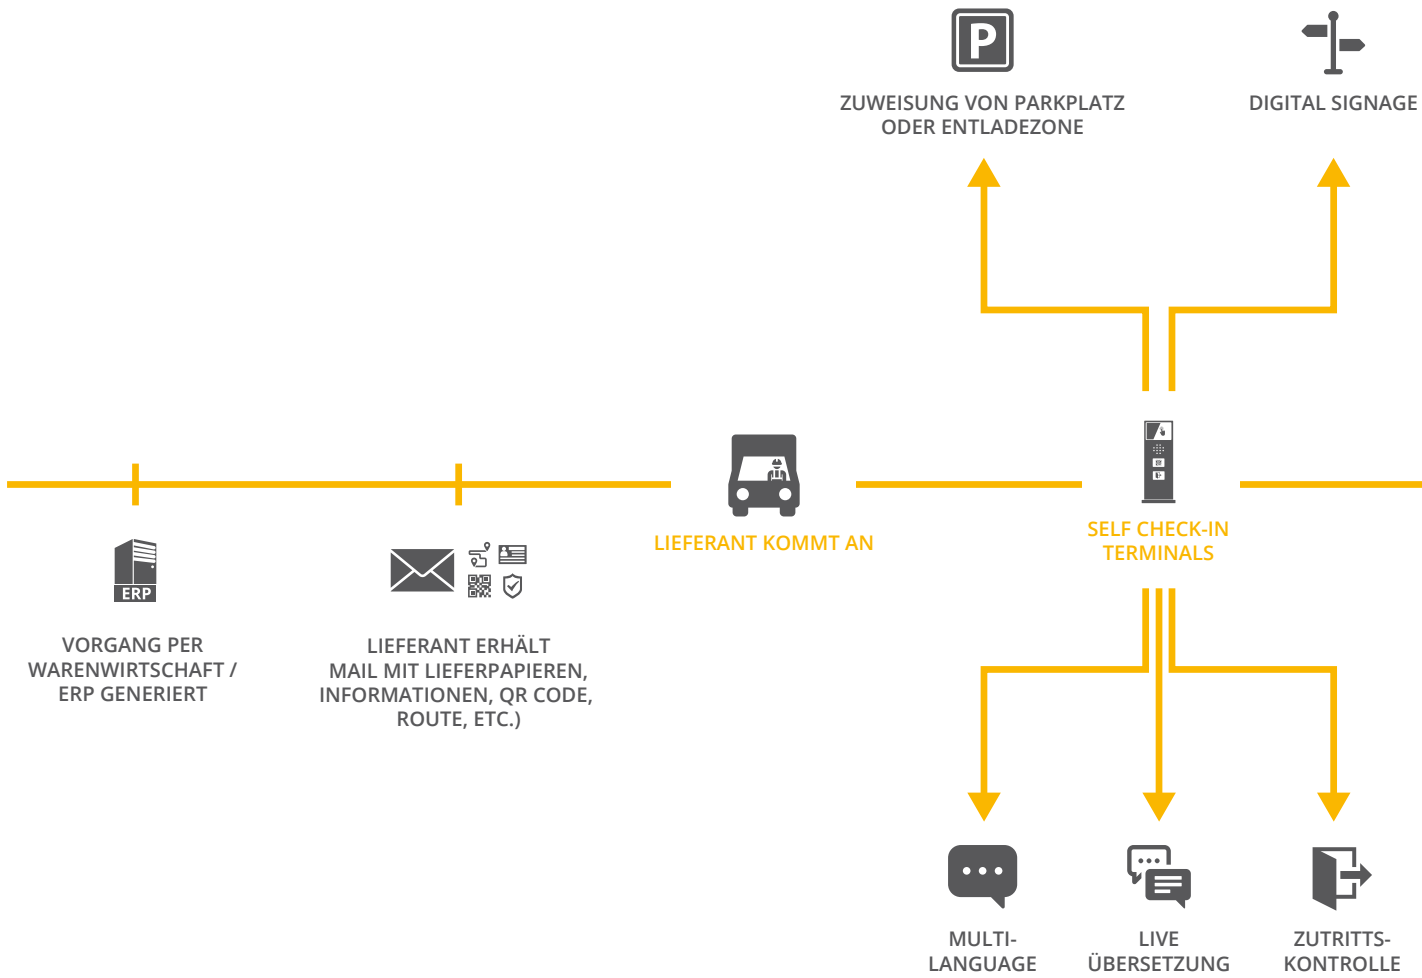 P
ZUWEISUNG VON PARKPLATZ
ODER ENTLADEZONE
DIGITAL SIGNAGE
LIEFERANT KOMMT AN
SELF CHECK-IN
TERMINALS
ERP
VORGANG PER
WARENWIRTSCHAFT /
ERP GENERIERT
LIEFERANT ERHÄLT
MAIL MIT LIEFERPAPIEREN,
INFORMATIONEN, QR CODE,
ROUTE, ETC.)
MULTI-
LANGUAGE
LIVE
ÜBERSETZUNG
ZUTRITTS-
KONTROLLE